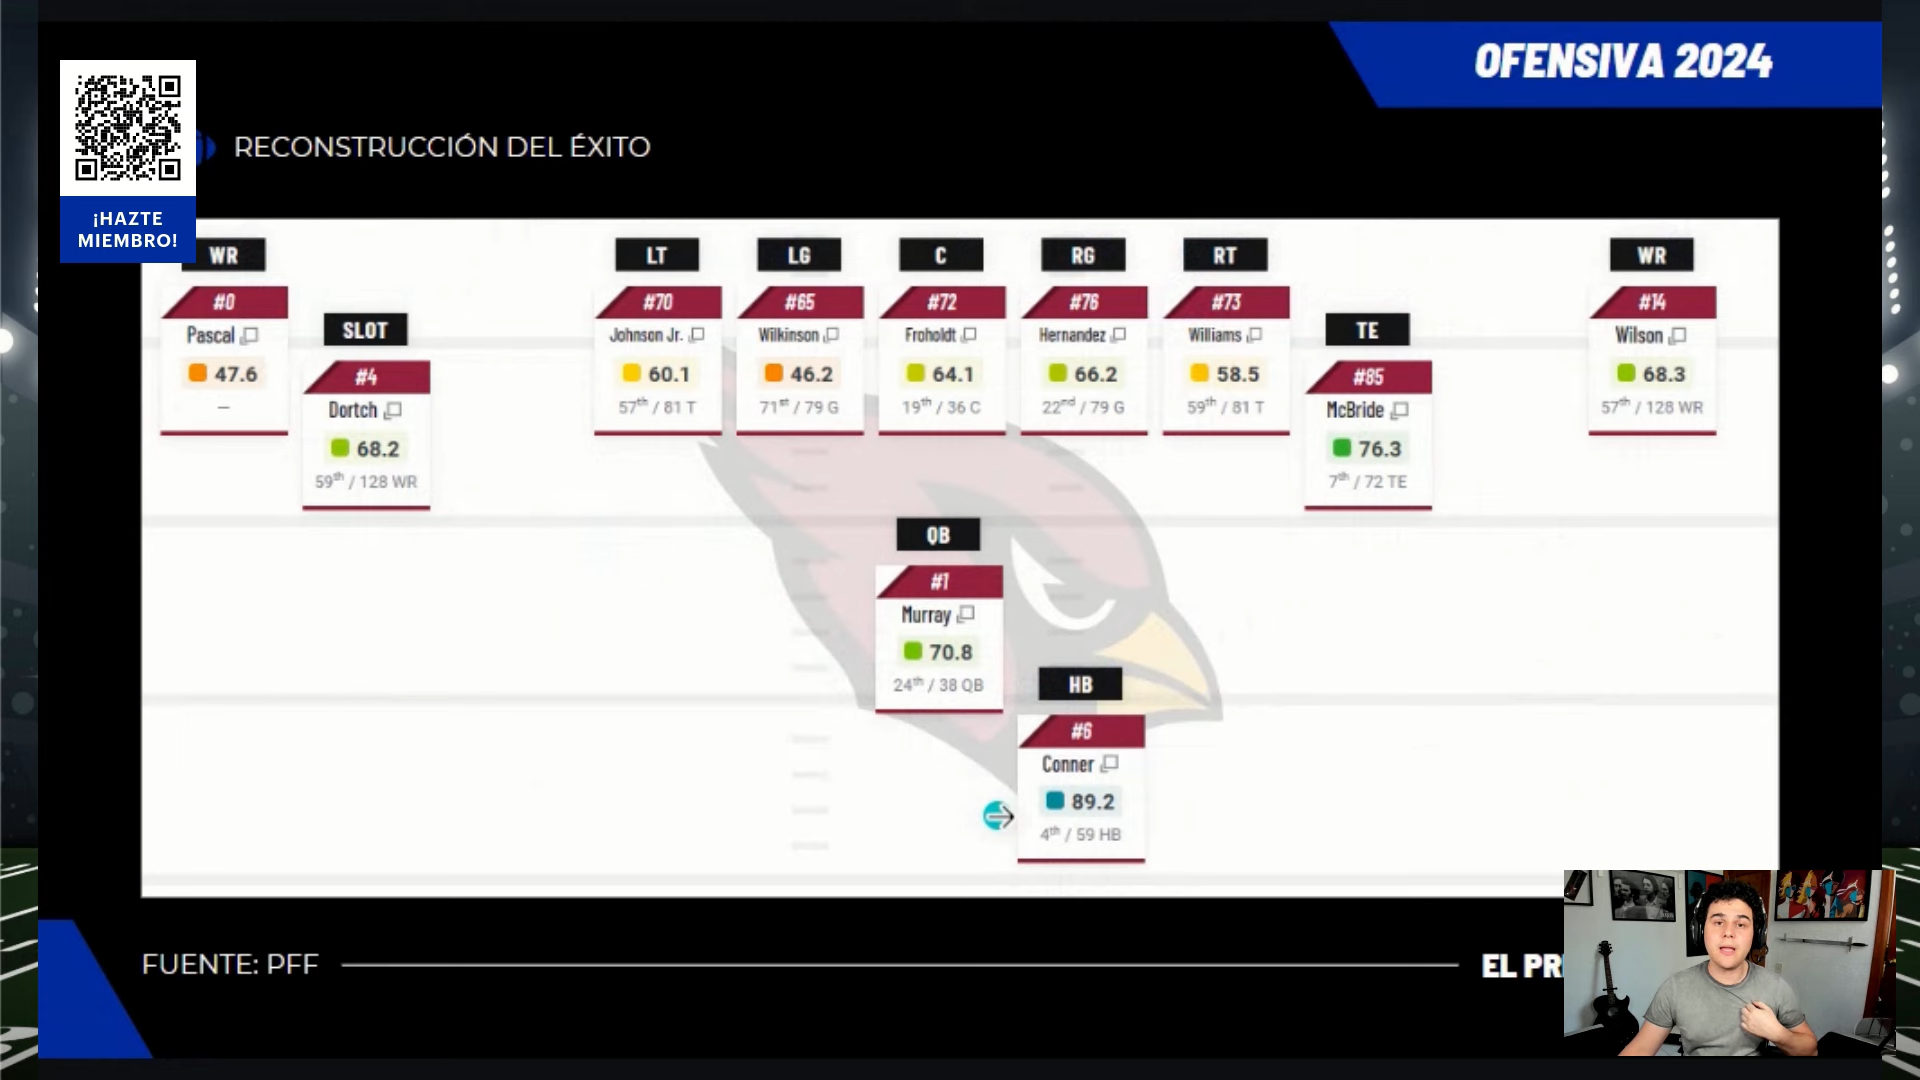 OFENSIVA 2024
RECONSTRUCCIÓN DEL ÉXITO
¡HAZTE
MIEMBRO!
WR
#0
Pascal
47.6
—
SLOT
#4
Dortch
68.2
59th / 128 WR
LT
#70
Johnson Jr.
60.1
57th / 81 T
LG
#65
Wilkinson
46.2
71st / 79 G
C
#72
Froholdt
64.1
19th / 36 C
RG
#76
Hernandez
66.2
22nd / 79 G
RT
#73
Williams
58.5
59th / 81 T
TE
#85
McBride
76.3
7th / 72 TE
WR
#14
Wilson
68.3
57th / 128 WR
QB
#1
Murray
70.8
24th / 38 QB
HB
#6
Conner
89.2
4th / 59 HB
FUENTE: PFF
EL